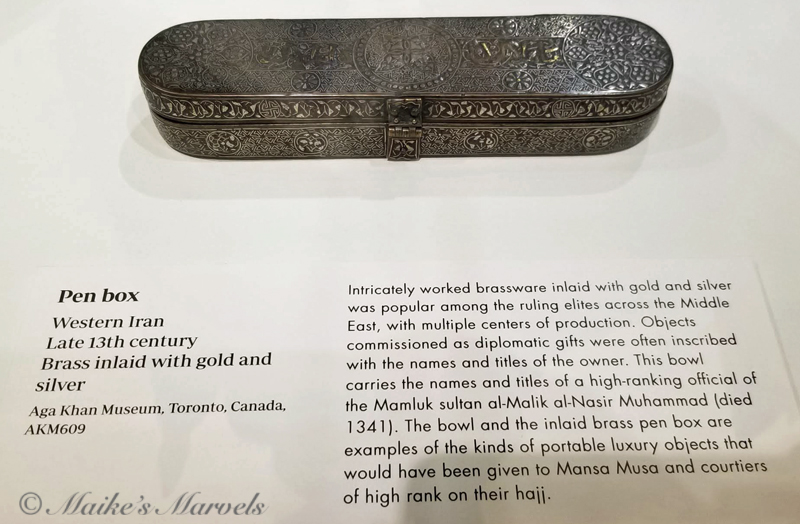 Pen box
Western Iran
Late 13th century
Brass inlaid with gold and
silver
Aga Khan Museum, Toronto, Canada,
AKM609
Intricately worked brassware inlaid with gold and silver
was popular among the ruling elites across the Middle
East, with multiple centers of production. Objects
commissioned as diplomatic gifts were often inscribed
with the names and titles of the owner. This bowl
carries the names and titles of a high-ranking official of
the Mamluk sultan al-Malik al-Nasir Muhammad (died
1341). The bowl and the inlaid brass pen box are
examples of the kinds of portable luxury objects that
would have been given to Mansa Musa and courtiers
of high rank on their hajj.
© Maike's Marvels